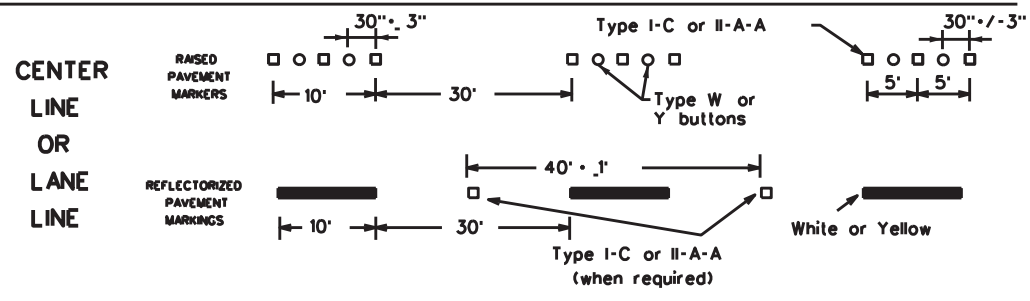 CENTER
LINE
OR
LANE
LINE
RAISED
PAVEMENT
MARKERS
30"·_ 3"
Type I-C or II-A-A
30"+/-3"
10'
30'
Type W or
Y buttons
5'
5'
REFLECTORIZED
PAVEMENT
MARKINGS
40' ·_1'
10'
30'
Type I-C or II-A-A
(when required)
White or Yellow